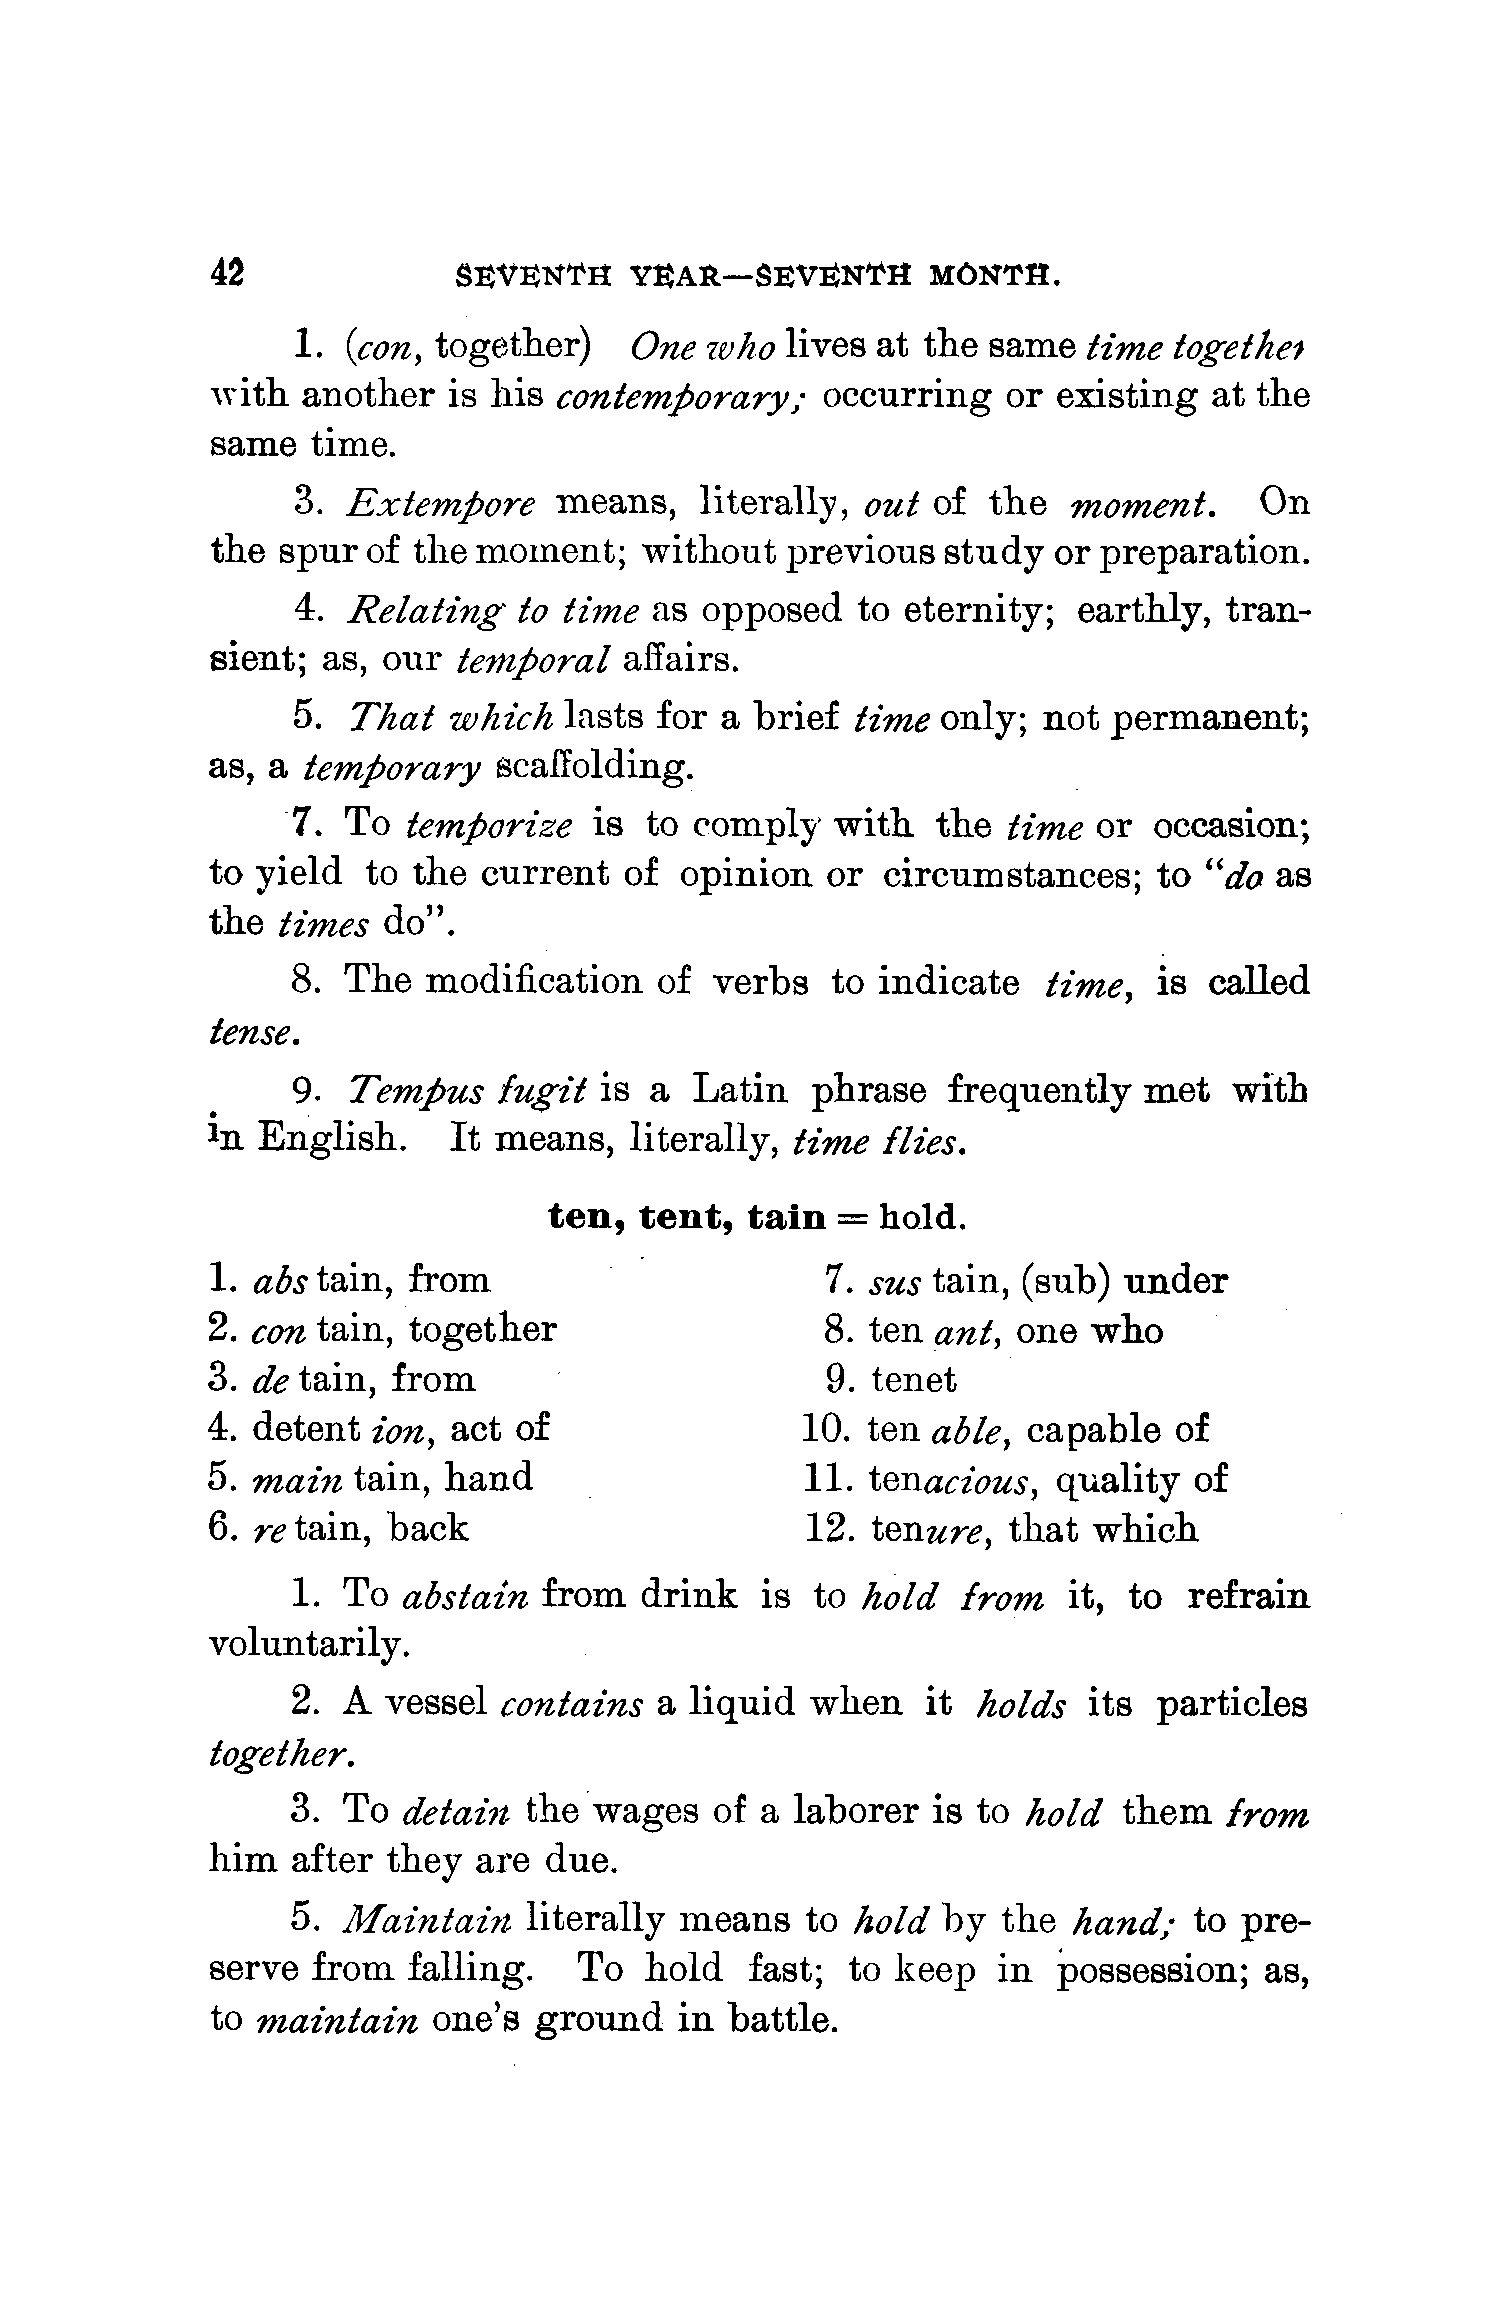 42 SEVENTH YEAR—SEVENTH MONTH.
1. (con, together) One who lives at the same time together
with another is his contemporary; occurring or existing at the
same time.
3. Extempore means, literally, out of the moment. On
the spur of the moment; without previous study or preparation.
4. Relating to time as opposed to eternity; earthly, tran-
sient; as, our temporal affairs.
5. That which lasts for a brief time only; not permanent;
as, a temporary scaffolding.
7. To temporize is to comply with the time or occasion;
to yield to the current of opinion or circumstances; to “do as
the times do”.
8. The modification of verbs to indicate time, is called
tense.
9. Tempus fugit is a Latin phrase frequently met with
in English. It means, literally, time flies.
ten, tent, tain = hold.
1. abs tain, from
2. con tain, together
3. de tain, from
4. detent ion, act of
5. main tain, hand
6. re tain, back
7. sus tain, (sub) under
8. ten ant, one who
9. tenet
10. ten able, capable of
11. tenacious, quality of
12. tenure, that which
1. To abstain from drink is to hold from it, to refrain
voluntarily.
2. A vessel contains a liquid when it holds its particles
together.
3. To detain the wages of a laborer is to hold them from
him after they are due.
5. Maintain literally means to hold by the hand; to pre-
serve from falling. To hold fast; to keep in possession; as,
to maintain one's ground in battle.